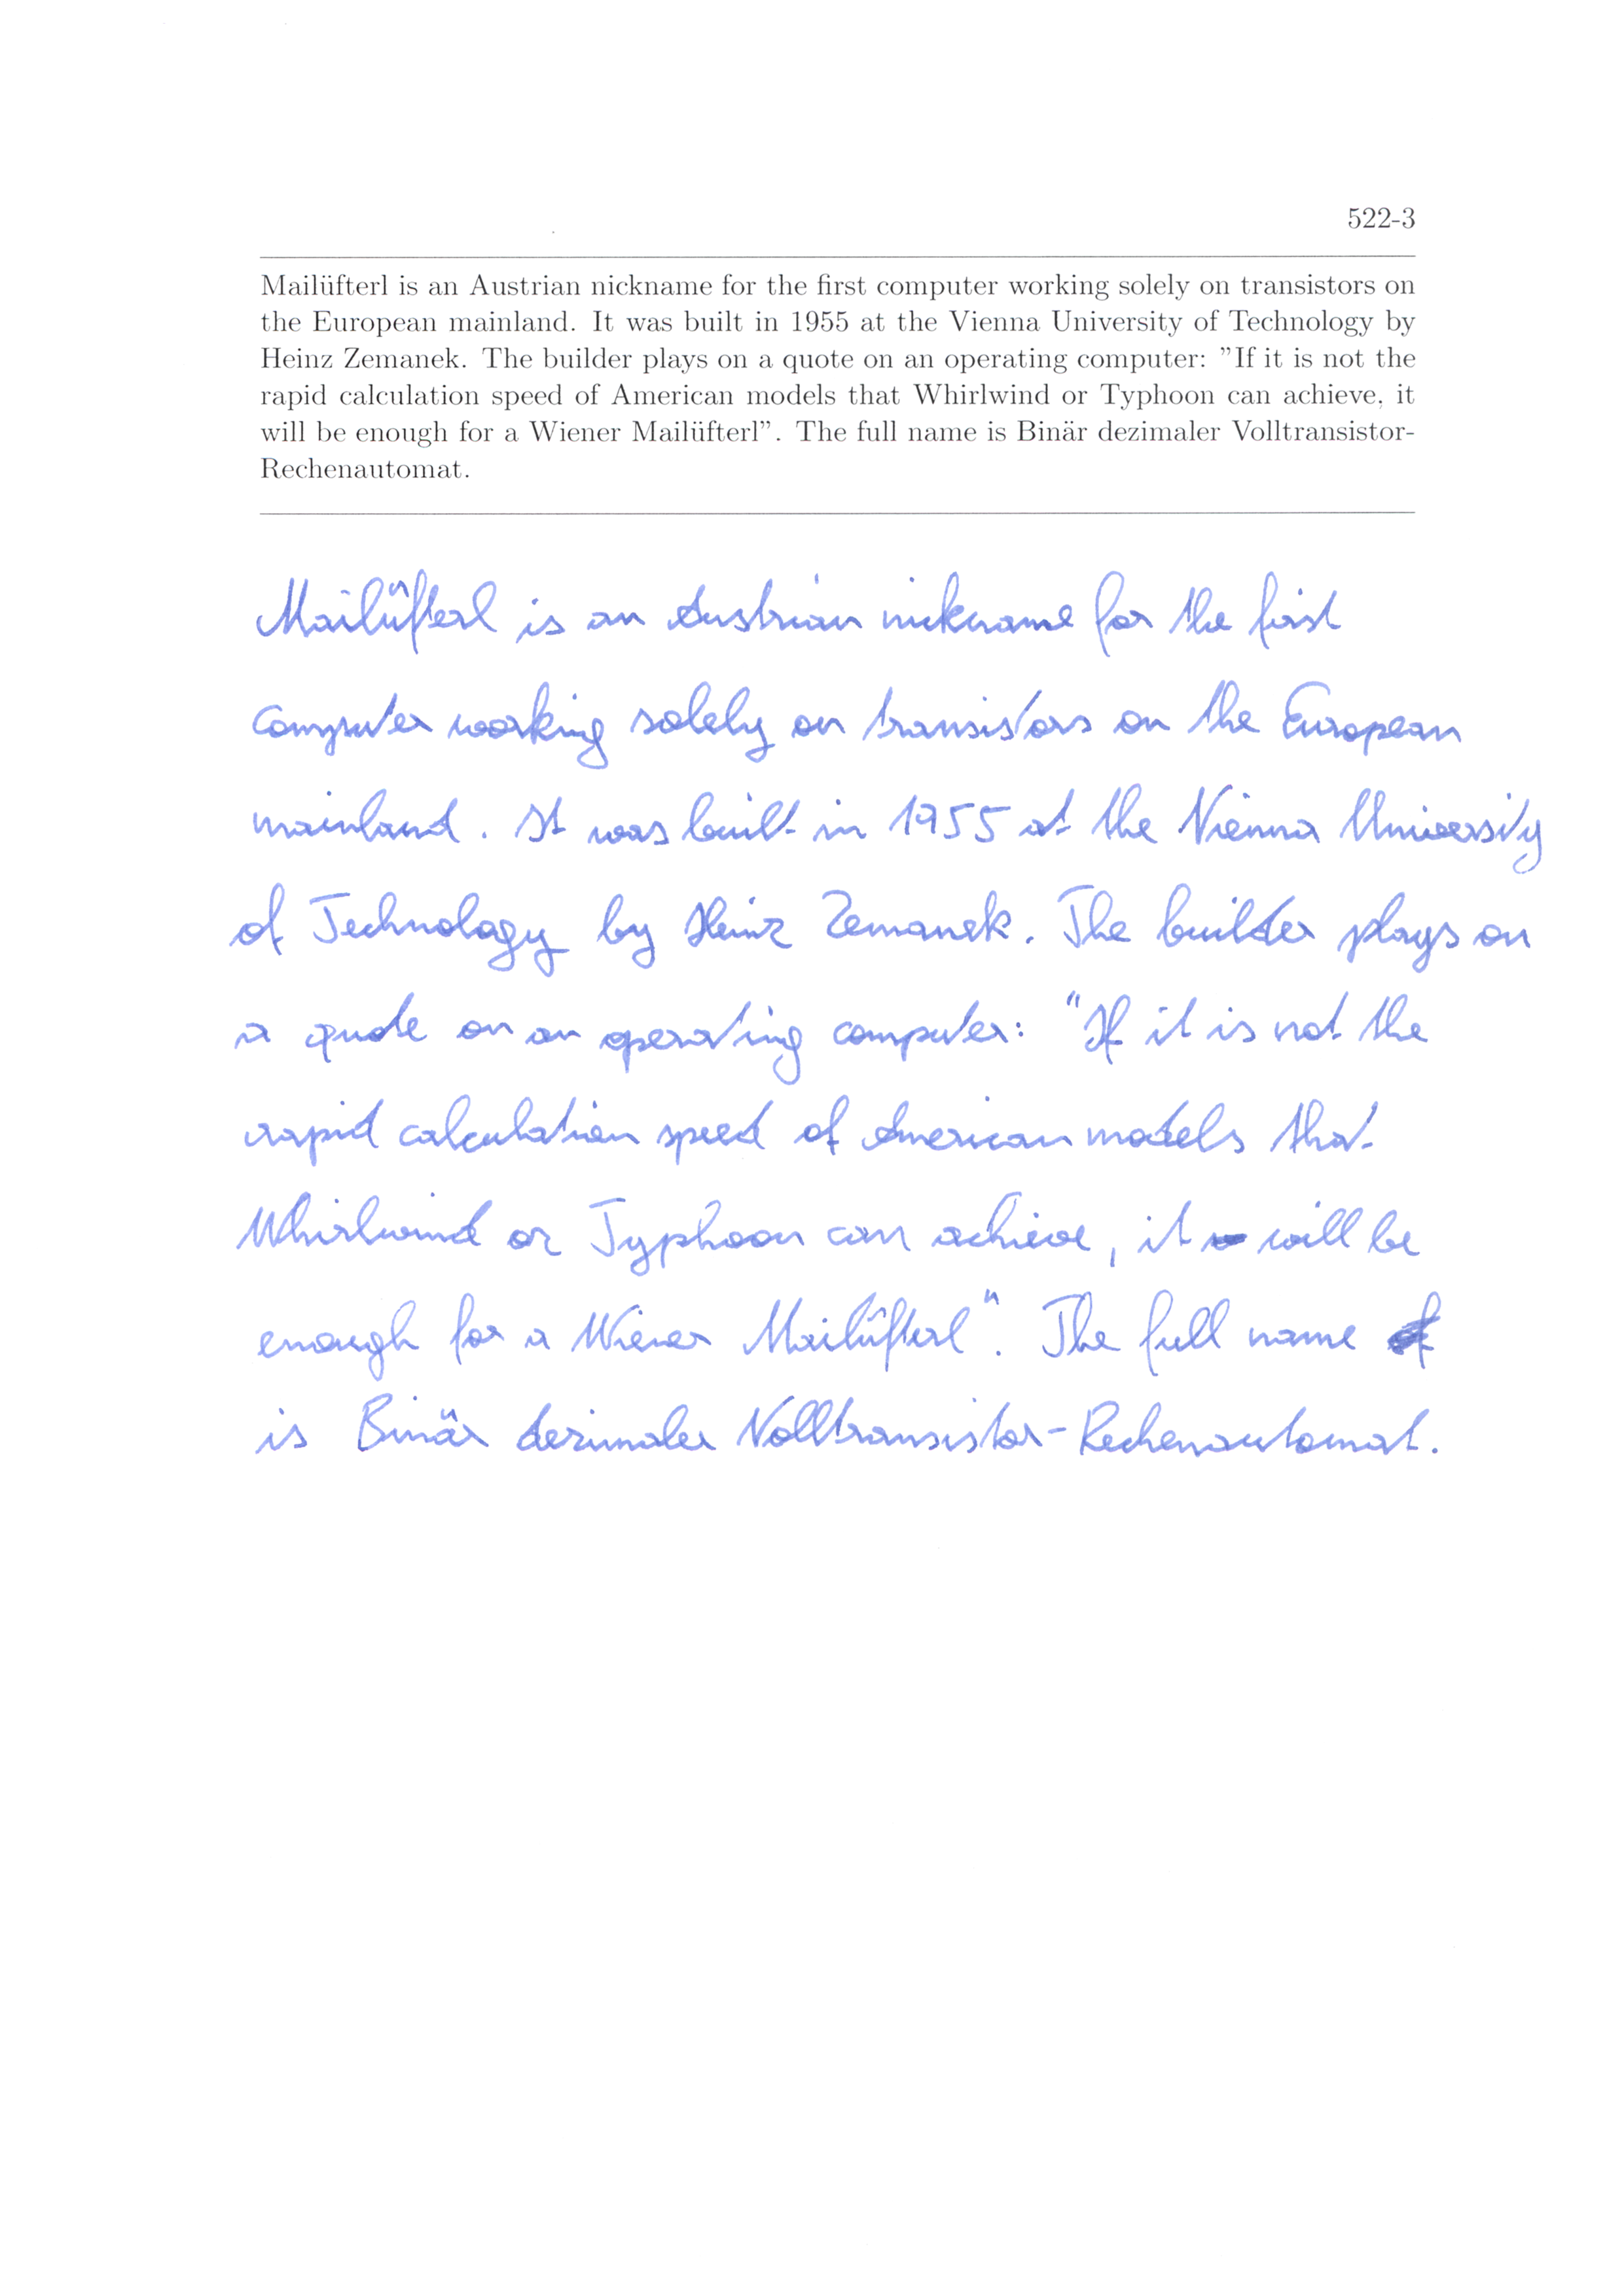 522-3
Mailüfterl is an Austrian nickname for the first computer working solely on transistors on
the European mainland. It was built in 1955 at the Vienna University of Technology by
Heinz Zemanek. The builder plays on a quote on an operating computer: "If it is not the
rapid calculation speed of American models that Whirlwind or Typhoon can achieve, it
will be enough for a Wiener Mailüfterl". The full name is Binär dezimaler Volltransistor-
Rechenautomat.
Mailüfterl is an Austrian nickname for the first
computer working solely on transistors on the European
mainland. It was built in 1955 at the Vienna University
of Technology by Heinz Zemanek. The builder plays on
a quote on an operating computer: "If it is not the
rapid calculation speed of American models that
Whirlwind or Typhoon can achieve, it will be
enough for a Wiener Mailüfterl". The full name
is Binär dezimaler Volltransistor-Rechenautomat.